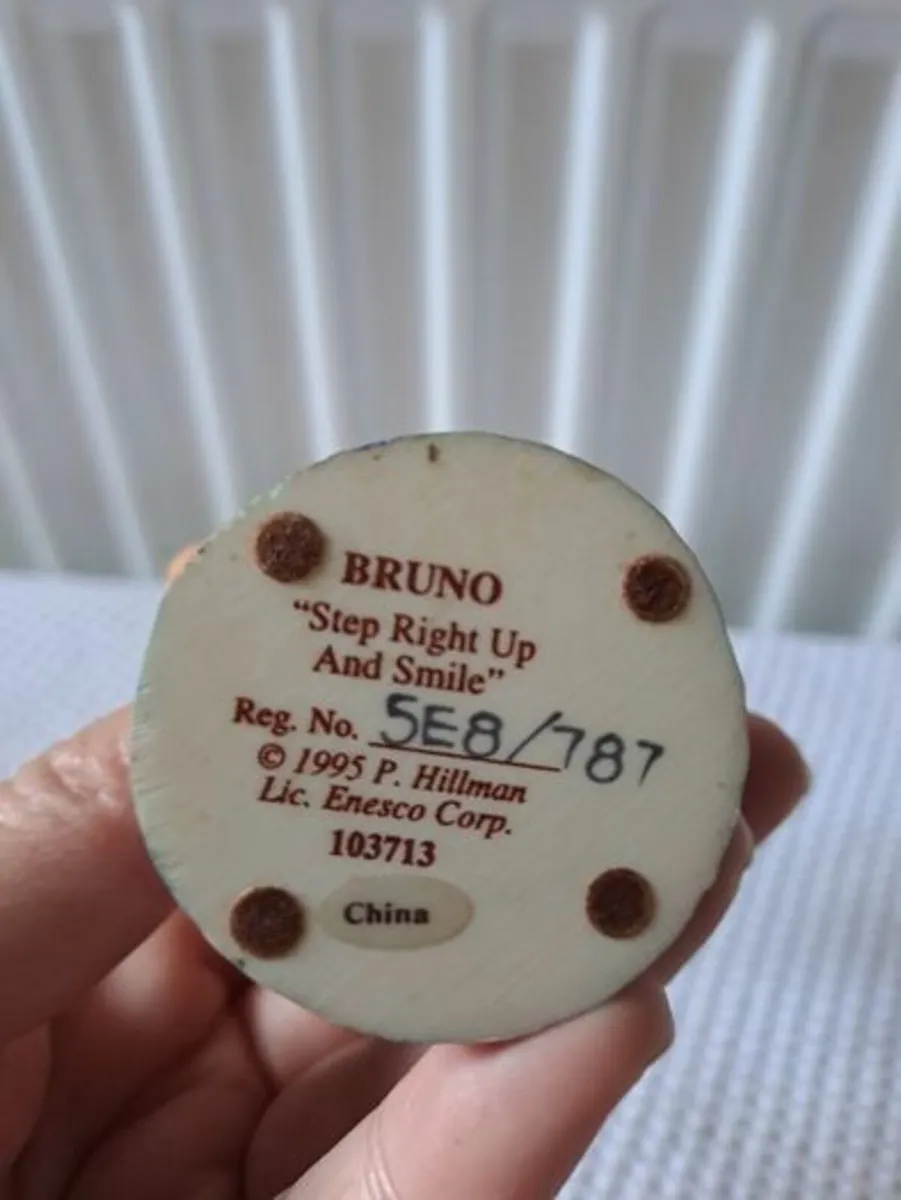 BRUNO
“Step Right Up
And Smile”
Reg. No. 5E8/787
© 1995 P. Hillman
Lic. Enesco Corp.
103713
China